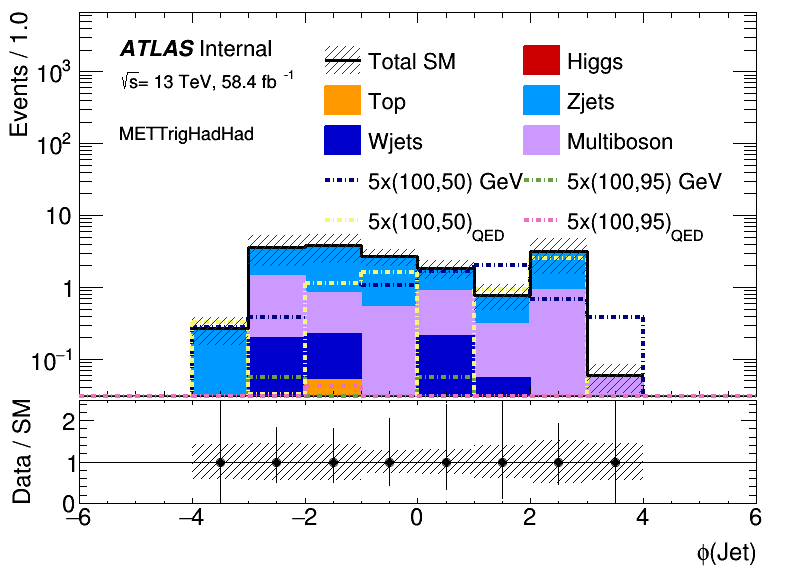 Events / 1.0
10³
10²
10
1
10⁻¹
ATLAS Internal
√s= 13 TeV, 58.4 fb ⁻¹
METTrigHadHad
Total SM
Higgs
Top
Zjets
Wjets
Multiboson
5x(100,50) GeV
5x(100,95) GeV
5x(100,50)QED
5x(100,95)QED
Data / SM
2
1
0
−6 −4 −2 0 2 4 6
ϕ(Jet)